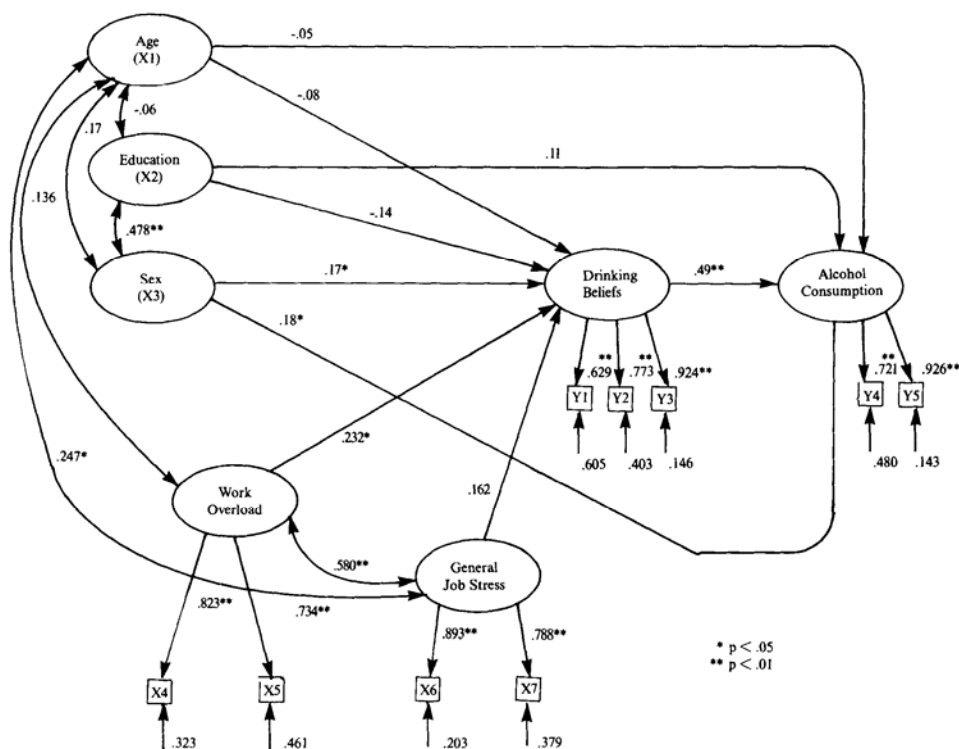 Age
(X1)
-.05
-.08
-.06
.17
Education
(X2)
.11
.136
-.14
.478**
Sex
(X3)
.17*
Drinking
Beliefs
.49**
Alcohol
Consumption
.18*
**
.629
**
.773
.924**
**
.721
.926**
Y1
Y2
Y3
Y4
Y5
.605
.403
.146
.480
.143
.232*
.247*
.162
Work
Overload
.580**
General
Job Stress
.823**
.734**
.893**
.788**
* p < .05
** p < .01
X4
X5
X6
X7
.323
.461
.203
.379